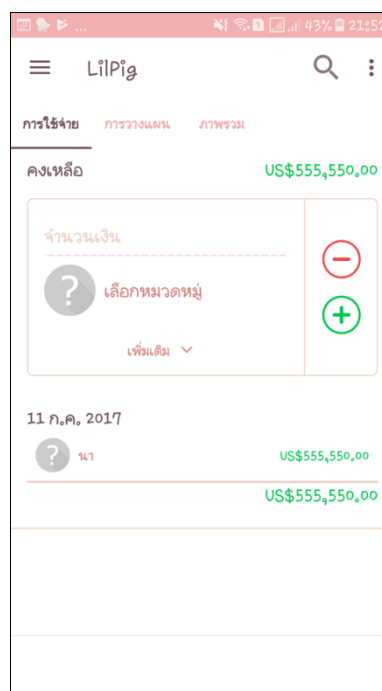 ... 43% 21:52
LilPig
การใช้จ่าย การวางแผน ภาพรวม
คงเหลือ US$555,550.00
จำนวนเงิน
เลือกหมวดหมู่
เพิ่มเติม
11 ก.ค. 2017
นา US$555,550.00
US$555,550.00